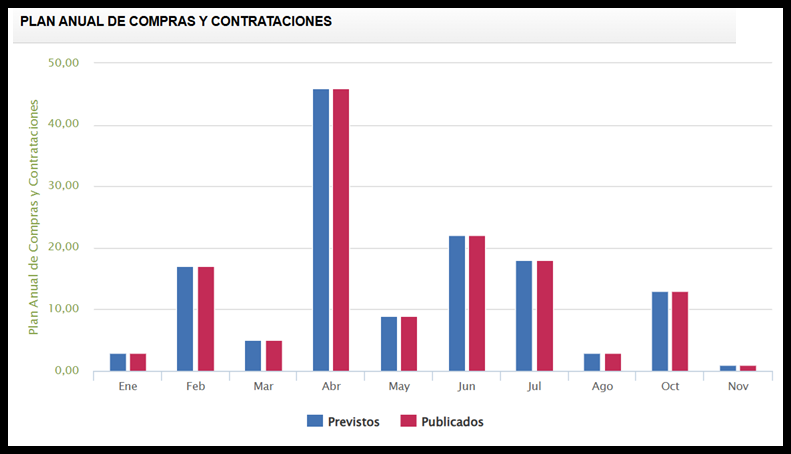 PLAN ANUAL DE COMPRAS Y CONTRATACIONES
Plan Anual de Compras y Contrataciones
50,00
40,00
30,00
20,00
10,00
0,00
Ene Feb Mar Abr May Jun Jul Ago Oct Nov
Previstos Publicados